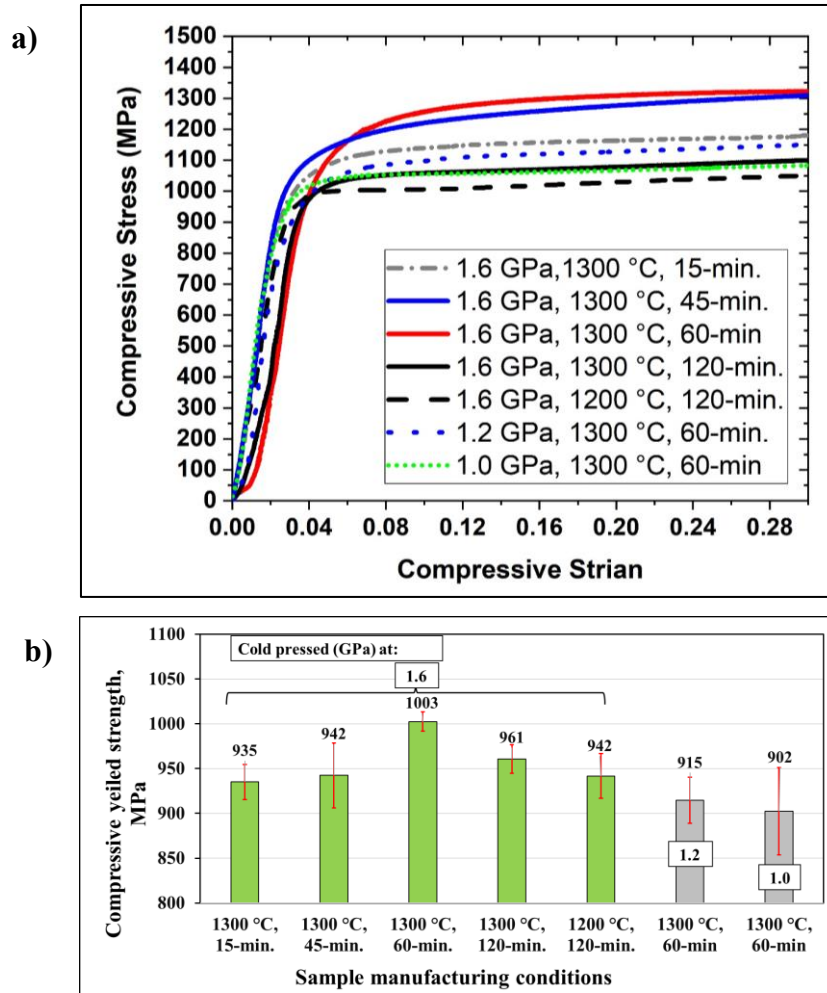 a)
1500
1400
1300
1200
1100
1000
900
800
700
600
500
400
300
200
100
0
Compressive Stress (MPa)
1.6 GPa,1300 °C, 15-min.
1.6 GPa, 1300 °C, 45-min.
1.6 GPa, 1300 °C, 60-min
1.6 GPa, 1300 °C, 120-min.
1.6 GPa, 1200 °C, 120-min.
1.2 GPa, 1300 °C, 60-min.
1.0 GPa, 1300 °C, 60-min
0.00 0.04 0.08 0.12 0.16 0.20 0.24 0.28
Compressive Strian
b)
1100
1050
1000
950
900
850
800
Compressive yeiled strength,
MPa
Cold pressed (GPa) at:
1.6
935
942
1003
961
942
915
902
1.2
1.0
1300 °C, 1300 °C, 1300 °C, 1300 °C, 1200 °C, 1300 °C, 1300 °C,
15-min. 45-min. 60-min. 120-min. 120-min. 60-min 60-min
Sample manufacturing conditions